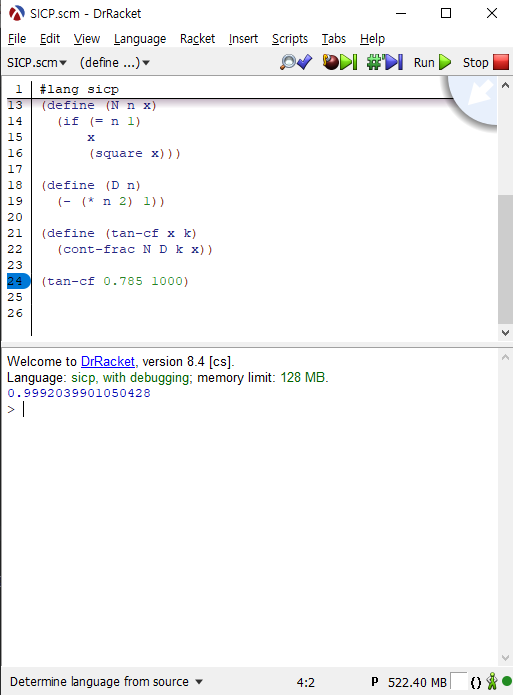 SICP.scm - DrRacket
File Edit View Language Racket Insert Scripts Tabs Help
SICP.scm▾ (define ...)▾ Run Stop
1 #lang sicp
13 (define (N n x)
14 (if (= n 1)
15 x
16 (square x)))
17
18 (define (D n)
19 (- (* n 2) 1))
20
21 (define (tan-cf x k)
22 (cont-frac N D k x))
23
24 (tan-cf 0.785 1000)
25
26
Welcome to DrRacket, version 8.4 [cs].
Language: sicp, with debugging; memory limit: 128 MB.
0.9992039901050428
>
Determine language from source ▾ 4:2 P 522.40 MB ()